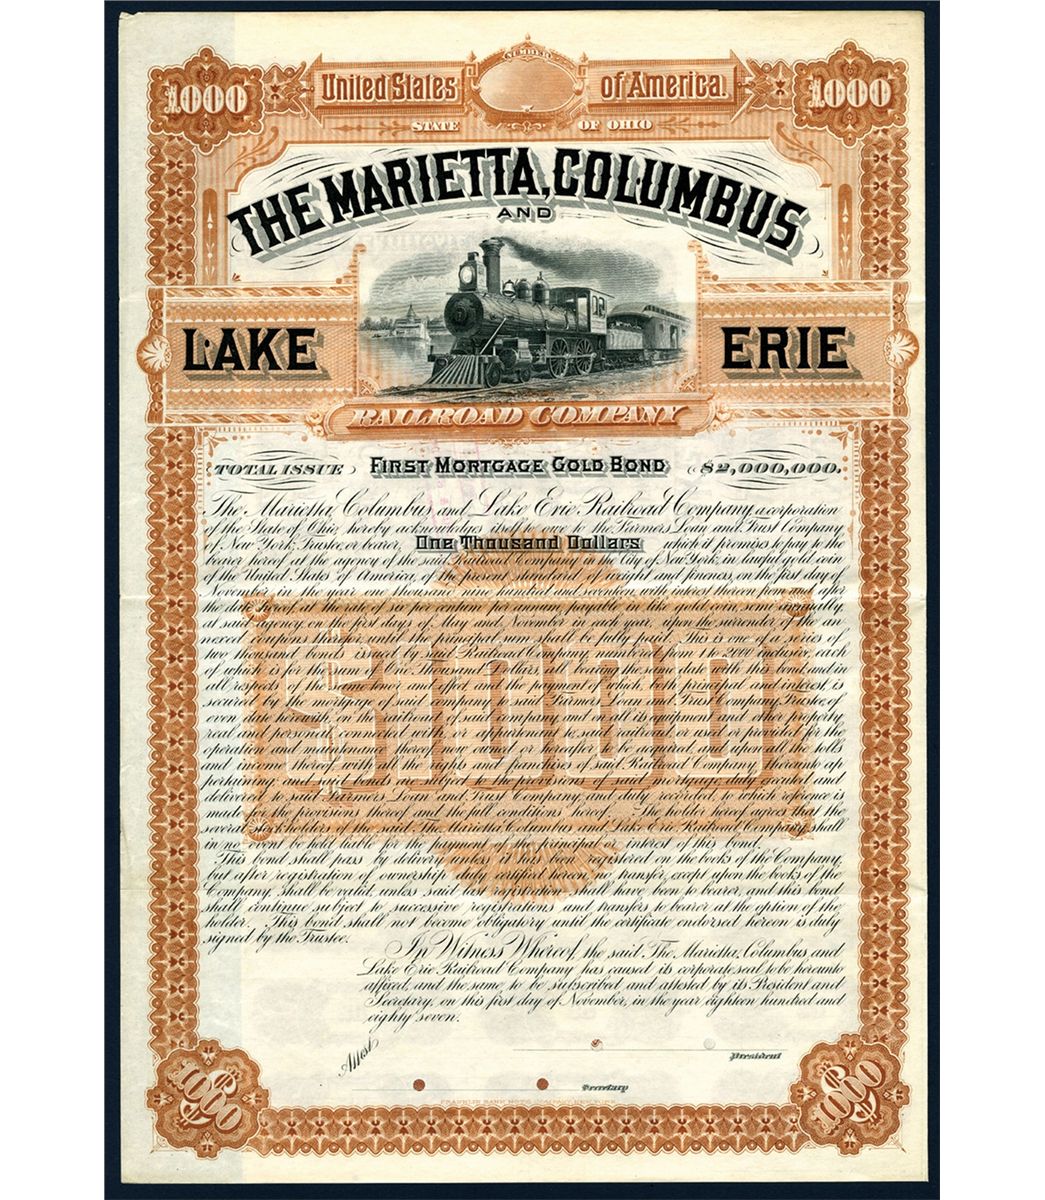 1000
NUMBER
1000
United States of America.
STATE OF OHIO
THE MARIETTA, COLUMBUS
AND
LAKE ERIE
RAILROAD COMPANY
TOTAL ISSUE FIRST MORTGAGE GOLD BOND $2,000,000.
The Marietta, Columbus and Lake Erie Railroad Company, a corporation
of the State of Ohio, hereby acknowledges itself to owe to the Farmers Loan and Trust Company
of New York, Trustee, or bearer, One Thousand Dollars which it promises to pay to the
bearer hereof at the agency of the said Railroad Company in the City of New York, in lawful gold coin
of the United States of America, of the present standard of weight and fineness, on the first day of
November in the year one thousand nine hundred and seventeen with interest thereon from and after
the date hereof at the rate of six per centum per annum payable in like gold coin semi annually
at said agency on the first days of May and November in each year, upon the surrender of the an
nexed coupons therefor until the principal sum shall be fully paid. This is one of a series of
two thousand bonds issued by said Railroad Company, numbered from 1 to 2000 inclusive, each
of which is for the sum of One Thousand Dollars, all bearing even date with this bond and in
all respects of the same tenor and effect and the payment of which, both principal and interest, is
secured by the mortgage of said company to said Farmers Loan and Trust Company, Trustee, of
even date herewith, on the railroad of said Company, and on all its equipment and other property
real and personal connected with or appurtenant to said railroad or used or provided for the
operation and maintenance thereof, now owned or hereafter to be acquired, and upon all the tolls
and income thereof, with all the rights and franchises of said Railroad Company thereunto ap
pertaining; and said bonds are subject to the provisions of said mortgage, duly executed and
delivered to said Farmers Loan and Trust Company, and duly recorded, to which reference is
made for the provisions thereof and the full conditions hereof. The holder hereof agrees that the
several stockholders of the said The Marietta, Columbus and Lake Erie Railroad Company shall
in no event be held liable for the payment of the principal or interest of this bond.
This bond shall pass by delivery unless it has been registered on the books of the Company,
but after registration of ownership duly certified hereon, no transfer, except upon the books of the
Company, shall be valid, unless said last registration shall have been to bearer, and this bond
shall continue subject to successive registrations and transfers to bearer at the option of the
holder. This bond shall not become obligatory until the certificate endorsed hereon is duly
signed by the Trustee.
In Witness Whereof, the said The Marietta, Columbus and
Lake Erie Railroad Company has caused its corporate seal to be hereunto
affixed, and the same to be subscribed and attested by its President and
Secretary, on this first day of November, in the year eighteen hundred and
eighty seven.
$1000
Attest
President
Secretary
$1000
$1000
FRANKLIN BANK NOTE COMPANY, NEW YORK